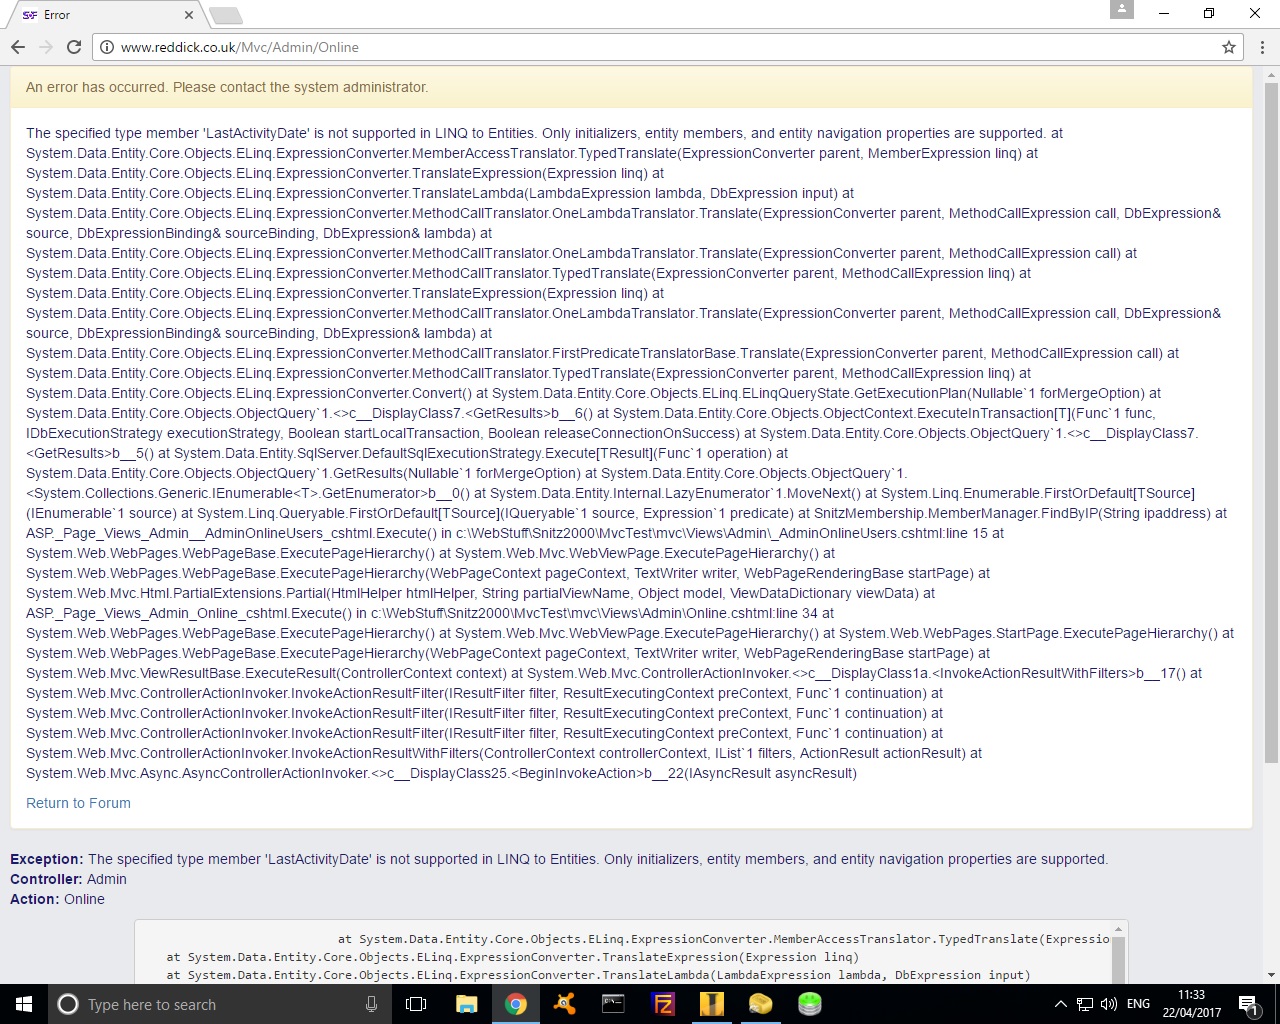 S4F Error
www.reddick.co.uk/Mvc/Admin/Online
An error has occurred. Please contact the system administrator.
The specified type member 'LastActivityDate' is not supported in LINQ to Entities. Only initializers, entity members, and entity navigation properties are supported. at
System.Data.Entity.Core.Objects.ELinq.ExpressionConverter.MemberAccessTranslator.TypedTranslate(ExpressionConverter parent, MemberExpression linq) at
System.Data.Entity.Core.Objects.ELinq.ExpressionConverter.TranslateExpression(Expression linq) at
System.Data.Entity.Core.Objects.ELinq.ExpressionConverter.TranslateLambda(LambdaExpression lambda, DbExpression input) at
System.Data.Entity.Core.Objects.ELinq.ExpressionConverter.MethodCallTranslator.OneLambdaTranslator.Translate(ExpressionConverter parent, MethodCallExpression call, DbExpression&
source, DbExpressionBinding& sourceBinding, DbExpression& lambda) at
System.Data.Entity.Core.Objects.ELinq.ExpressionConverter.MethodCallTranslator.OneLambdaTranslator.Translate(ExpressionConverter parent, MethodCallExpression call) at
System.Data.Entity.Core.Objects.ELinq.ExpressionConverter.MethodCallTranslator.TypedTranslate(ExpressionConverter parent, MethodCallExpression linq) at
System.Data.Entity.Core.Objects.ELinq.ExpressionConverter.TranslateExpression(Expression linq) at
System.Data.Entity.Core.Objects.ELinq.ExpressionConverter.MethodCallTranslator.OneLambdaTranslator.Translate(ExpressionConverter parent, MethodCallExpression call, DbExpression&
source, DbExpressionBinding& sourceBinding, DbExpression& lambda) at
System.Data.Entity.Core.Objects.ELinq.ExpressionConverter.MethodCallTranslator.FirstPredicateTranslatorBase.Translate(ExpressionConverter parent, MethodCallExpression call) at
System.Data.Entity.Core.Objects.ELinq.ExpressionConverter.MethodCallTranslator.TypedTranslate(ExpressionConverter parent, MethodCallExpression linq) at
System.Data.Entity.Core.Objects.ELinq.ExpressionConverter.Convert() at System.Data.Entity.Core.Objects.ELinq.ELinqQueryState.GetExecutionPlan(Nullable`1 forMergeOption) at
System.Data.Entity.Core.Objects.ObjectQuery`1.<>c__DisplayClass7.<GetResults>b__6() at System.Data.Entity.Core.Objects.ObjectContext.ExecuteInTransaction[T](Func`1 func,
IDbExecutionStrategy executionStrategy, Boolean startLocalTransaction, Boolean releaseConnectionOnSuccess) at System.Data.Entity.Core.Objects.ObjectQuery`1.<>c__DisplayClass7.
<GetResults>b__5() at System.Data.Entity.SqlServer.DefaultSqlExecutionStrategy.Execute[TResult](Func`1 operation) at
System.Data.Entity.Core.Objects.ObjectQuery`1.GetResults(Nullable`1 forMergeOption) at System.Data.Entity.Core.Objects.ObjectQuery`1.
<System.Collections.Generic.IEnumerable<T>.GetEnumerator>b__0() at System.Data.Entity.Internal.LazyEnumerator`1.MoveNext() at System.Linq.Enumerable.FirstOrDefault[TSource]
(IEnumerable`1 source) at System.Linq.Queryable.FirstOrDefault[TSource](IQueryable`1 source, Expression`1 predicate) at SnitzMembership.MemberManager.FindByIP(String ipaddress) at
ASP._Page_Views_Admin__AdminOnlineUsers_cshtml.Execute() in c:\WebStuff\Snitz2000\MvcTest\mvc\Views\Admin\_AdminOnlineUsers.cshtml:line 15 at
System.Web.WebPages.WebPageBase.ExecutePageHierarchy() at System.Web.Mvc.WebViewPage.ExecutePageHierarchy() at
System.Web.WebPages.WebPageBase.ExecutePageHierarchy(WebPageContext pageContext, TextWriter writer, WebPageRenderingBase startPage) at
System.Web.Mvc.Html.PartialExtensions.Partial(HtmlHelper htmlHelper, String partialViewName, Object model, ViewDataDictionary viewData) at
ASP._Page_Views_Admin_Online_cshtml.Execute() in c:\WebStuff\Snitz2000\MvcTest\mvc\Views\Admin\Online.cshtml:line 34 at
System.Web.WebPages.WebPageBase.ExecutePageHierarchy() at System.Web.Mvc.WebViewPage.ExecutePageHierarchy() at System.Web.WebPages.StartPage.ExecutePageHierarchy() at
System.Web.WebPages.WebPageBase.ExecutePageHierarchy(WebPageContext pageContext, TextWriter writer, WebPageRenderingBase startPage) at
System.Web.Mvc.ViewResultBase.ExecuteResult(ControllerContext context) at System.Web.Mvc.ControllerActionInvoker.<>c__DisplayClass1a.<InvokeActionResultWithFilters>b__17() at
System.Web.Mvc.ControllerActionInvoker.InvokeActionResultFilter(IResultFilter filter, ResultExecutingContext preContext, Func`1 continuation) at
System.Web.Mvc.ControllerActionInvoker.InvokeActionResultFilter(IResultFilter filter, ResultExecutingContext preContext, Func`1 continuation) at
System.Web.Mvc.ControllerActionInvoker.InvokeActionResultFilter(IResultFilter filter, ResultExecutingContext preContext, Func`1 continuation) at
System.Web.Mvc.ControllerActionInvoker.InvokeActionResultWithFilters(ControllerContext controllerContext, IList`1 filters, ActionResult actionResult) at
System.Web.Mvc.Async.AsyncControllerActionInvoker.<>c__DisplayClass25.<BeginInvokeAction>b__22(IAsyncResult asyncResult)
Return to Forum
Exception: The specified type member 'LastActivityDate' is not supported in LINQ to Entities. Only initializers, entity members, and entity navigation properties are supported.
Controller: Admin
Action: Online
at System.Data.Entity.Core.Objects.ELinq.ExpressionConverter.MemberAccessTranslator.TypedTranslate(Expressio
at System.Data.Entity.Core.Objects.ELinq.ExpressionConverter.TranslateExpression(Expression linq)
at System.Data.Entity.Core.Objects.ELinq.ExpressionConverter.TranslateLambda(LambdaExpression lambda, DbExpression input)
Type here to search
ENG
11:33
22/04/2017
1